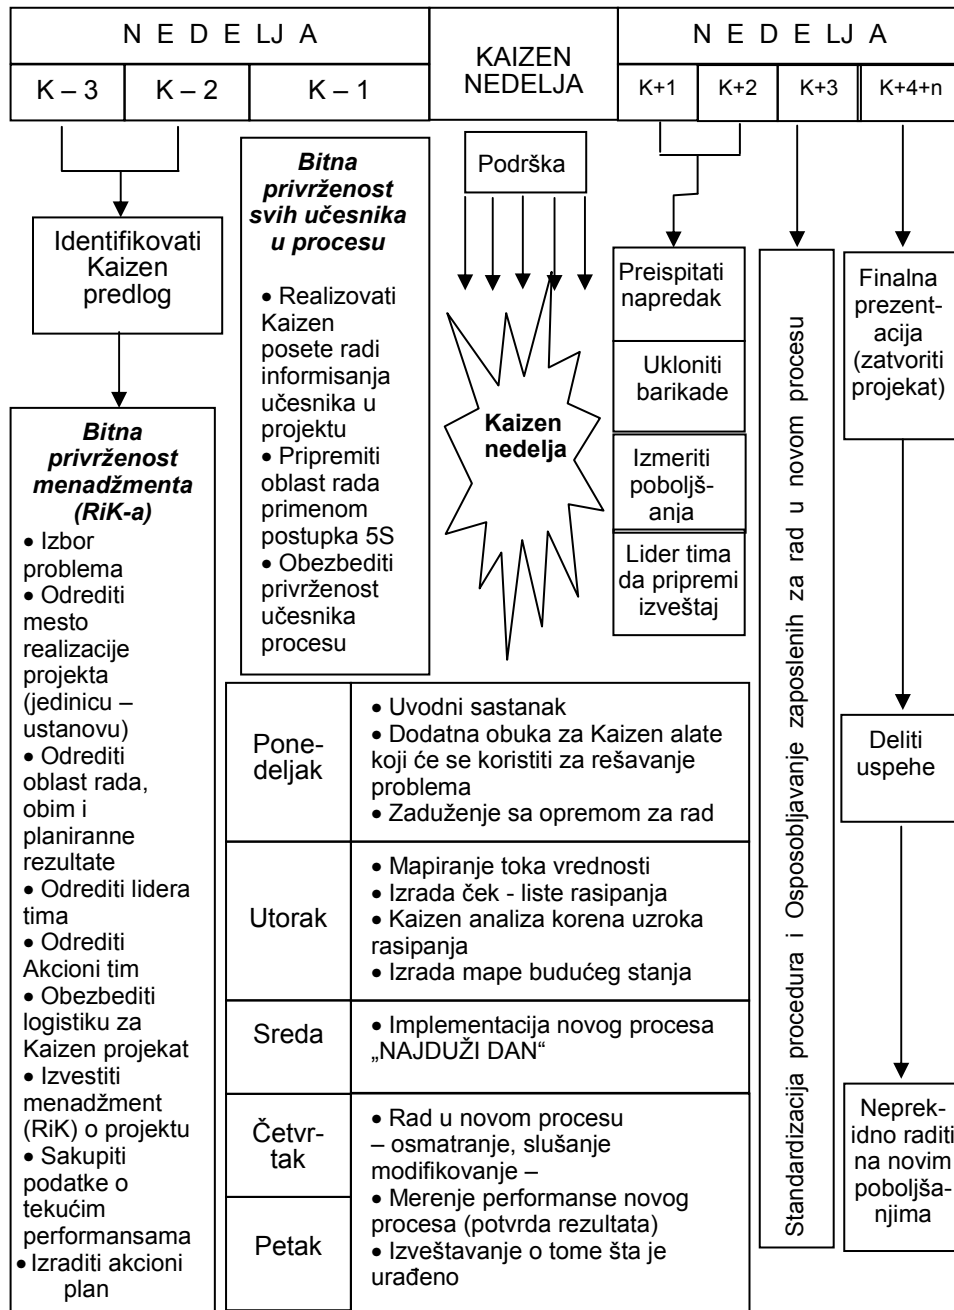 N E D E LJ A
KAIZEN
NEDELJA
N E D E LJ A
K – 3
K – 2
K – 1
K+1
K+2
K+3
K+4+n
Identifikovati
Kaizen
predlog
Bitna
privrženost
menadžmenta
(RiK-a)
• Izbor
problema
• Odrediti
mesto
realizacije
projekta
(jedinicu –
ustanovu)
• Odrediti
oblast rada,
obim i
planiranne
rezultate
• Odrediti lidera
tima
• Odrediti
Akcioni tim
• Obezbediti
logistiku za
Kaizen projekat
• Izvestiti
menadžment
(RiK) o projektu
• Sakupiti
podatke o
tekućim
performansama
• Izraditi akcioni
plan
Bitna
privrženost
svih učesnika
u procesu
• Realizovati
Kaizen
posete radi
informisanja
učesnika u
projektu
• Pripremiti
oblast rada
primenom
postupka 5S
• Obezbediti
privrženost
učesnika
procesu
Podrška
Kaizen
nedelja
Pone-
deljak
• Uvodni sastanak
• Dodatna obuka za Kaizen alate
koji će se koristiti za rešavanje
problema
• Zaduženje sa opremom za rad
Utorak
• Mapiranje toka vrednosti
• Izrada ček - liste rasipanja
• Kaizen analiza korena uzroka
rasipanja
• Izrada mape budućeg stanja
Sreda
• Implementacija novog procesa
„NAJDUŽI DAN“
Četvr-
tak
Petak
• Rad u novom procesu
– osmatranje, slušanje
modifikovanje –
• Merenje performanse novog
procesa (potvrda rezultata)
• Izveštavanje o tome šta je
urađeno
Preispitati
napredak
Ukloniti
barikade
Izmeriti
poboljš-
anja
Lider tima
da pripremi
izveštaj
Standardizacija procedura i Osposobljavanje zaposlenih za rad u novom procesu
Finalna
prezent-
acija
(zatvoriti
projekat)
Deliti
uspehe
Neprek-
idno raditi
na novim
poboljša-
njima